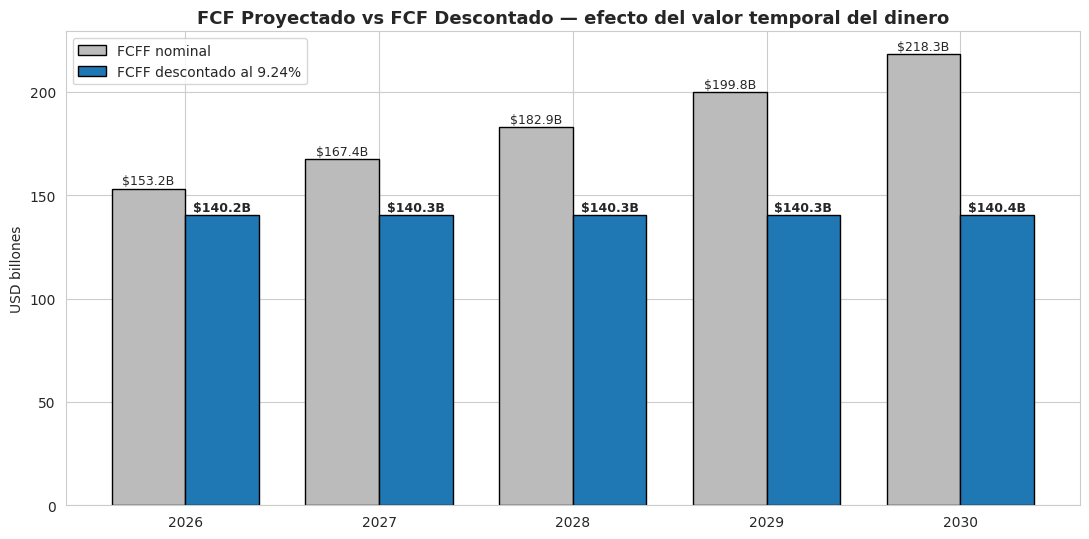 FCF Proyectado vs FCF Descontado — efecto del valor temporal del dinero
FCFF nominal
FCFF descontado al 9.24%
USD billones
200
150
100
50
0
$153.2B
$140.2B
$167.4B
$140.3B
$182.9B
$140.3B
$199.8B
$140.3B
$218.3B
$140.4B
2026
2027
2028
2029
2030